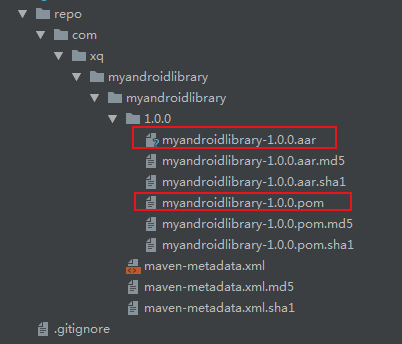 repo
com
xq
myandroidlibrary
myandroidlibrary
1.0.0
myandroidlibrary-1.0.0.aar
myandroidlibrary-1.0.0.aar.md5
myandroidlibrary-1.0.0.aar.sha1
myandroidlibrary-1.0.0.pom
myandroidlibrary-1.0.0.pom.md5
myandroidlibrary-1.0.0.pom.sha1
maven-metadata.xml
maven-metadata.xml.md5
maven-metadata.xml.sha1
.gitignore